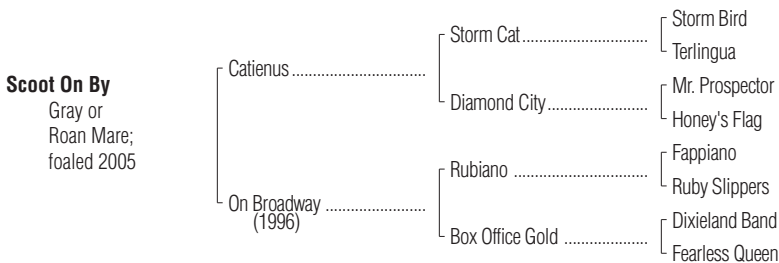 Storm Bird
Storm Cat..............................
Terlingua
Catienus ................................
Mr. Prospector
Diamond City........................
Honey's Flag
Scoot On By
Gray or
Roan Mare;
foaled 2005
Fappiano
Rubiano ................................
Ruby Slippers
On Broadway ........................
(1996)
Dixieland Band
Box Office Gold ....................
Fearless Queen